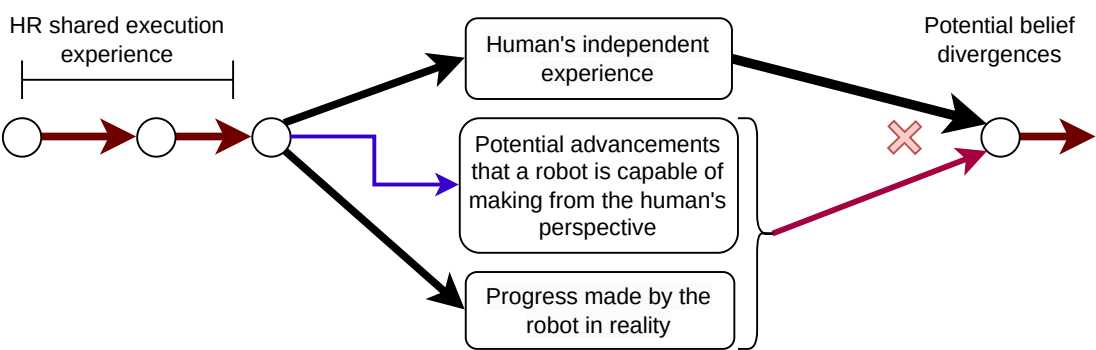 HR shared execution
experience
Human's independent
experience
Potential advancements
that a robot is capable of
making from the human's
perspective
Progress made by the
robot in reality
Potential belief
divergences